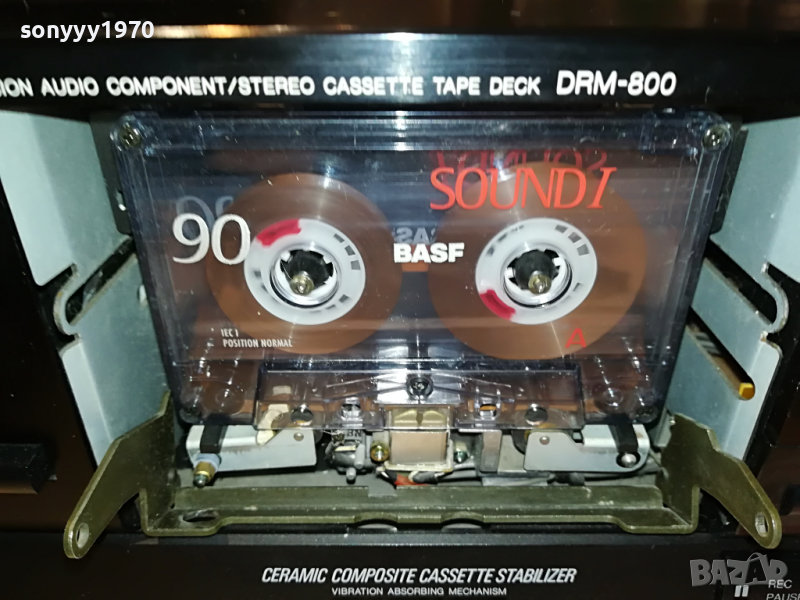 sonyyy1970
ION AUDIO COMPONENT/STEREO CASSETTE TAPE DECK DRM-800
SOUND I
90
BASF
IEC I
POSITION NORMAL
A
CERAMIC COMPOSITE CASSETTE STABILIZER
VIBRATION ABSORBING MECHANISM
BAZAR
REC
PAUSE